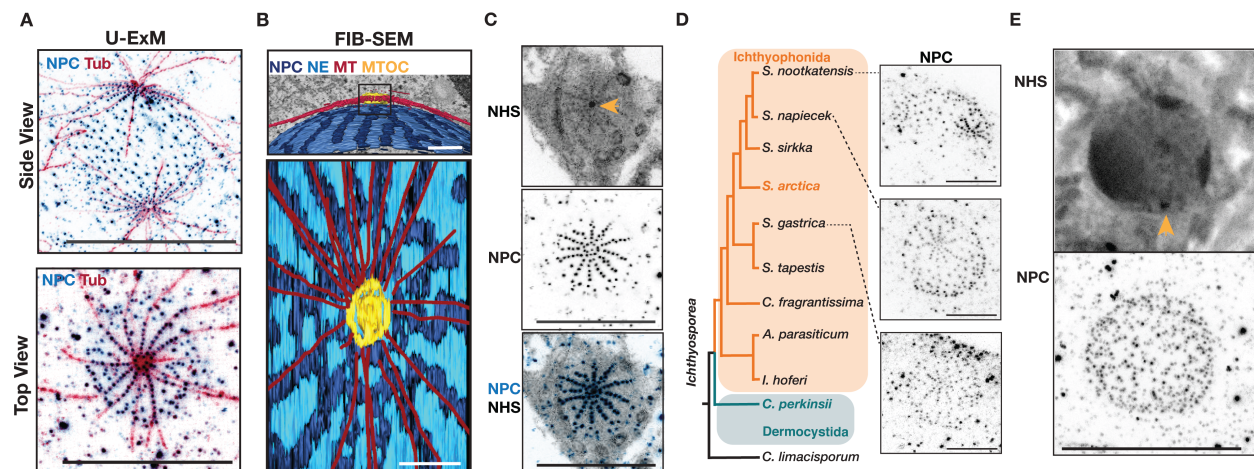 A
U-ExM
NPC Tub
Side View
NPC Tub
Top View
B
FIB-SEM
NPC NE MT MTOC
C
NHS
NPC
NPC
NHS
D
Ichthyophonida
S. nootkatensis
S. napiecek
S. sirkka
S. arctica
S. gastrica
S. tapestis
C. fragrantissima
A. parasiticum
I. hoferi
C. perkinsii
Dermocystida
C. limacisporum
Ichthyosporea
NPC
E
NHS
NPC